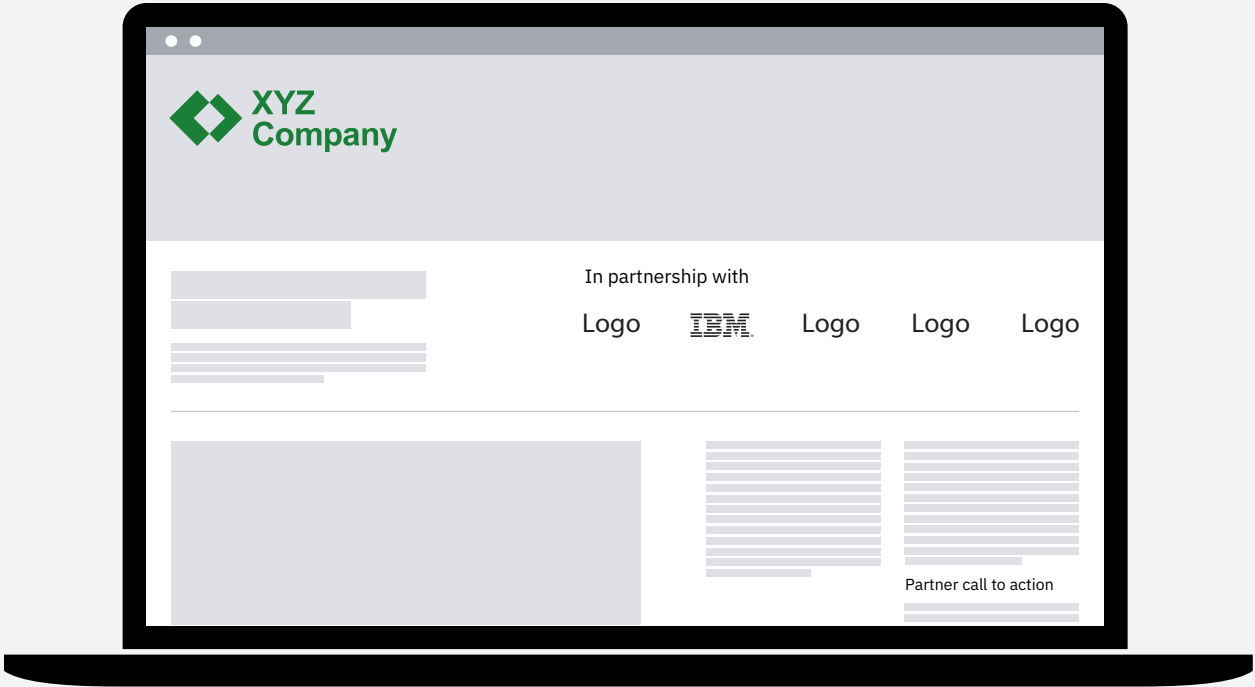 XYZ
Company
In partnership with
Logo IBM® Logo Logo Logo
Partner call to action